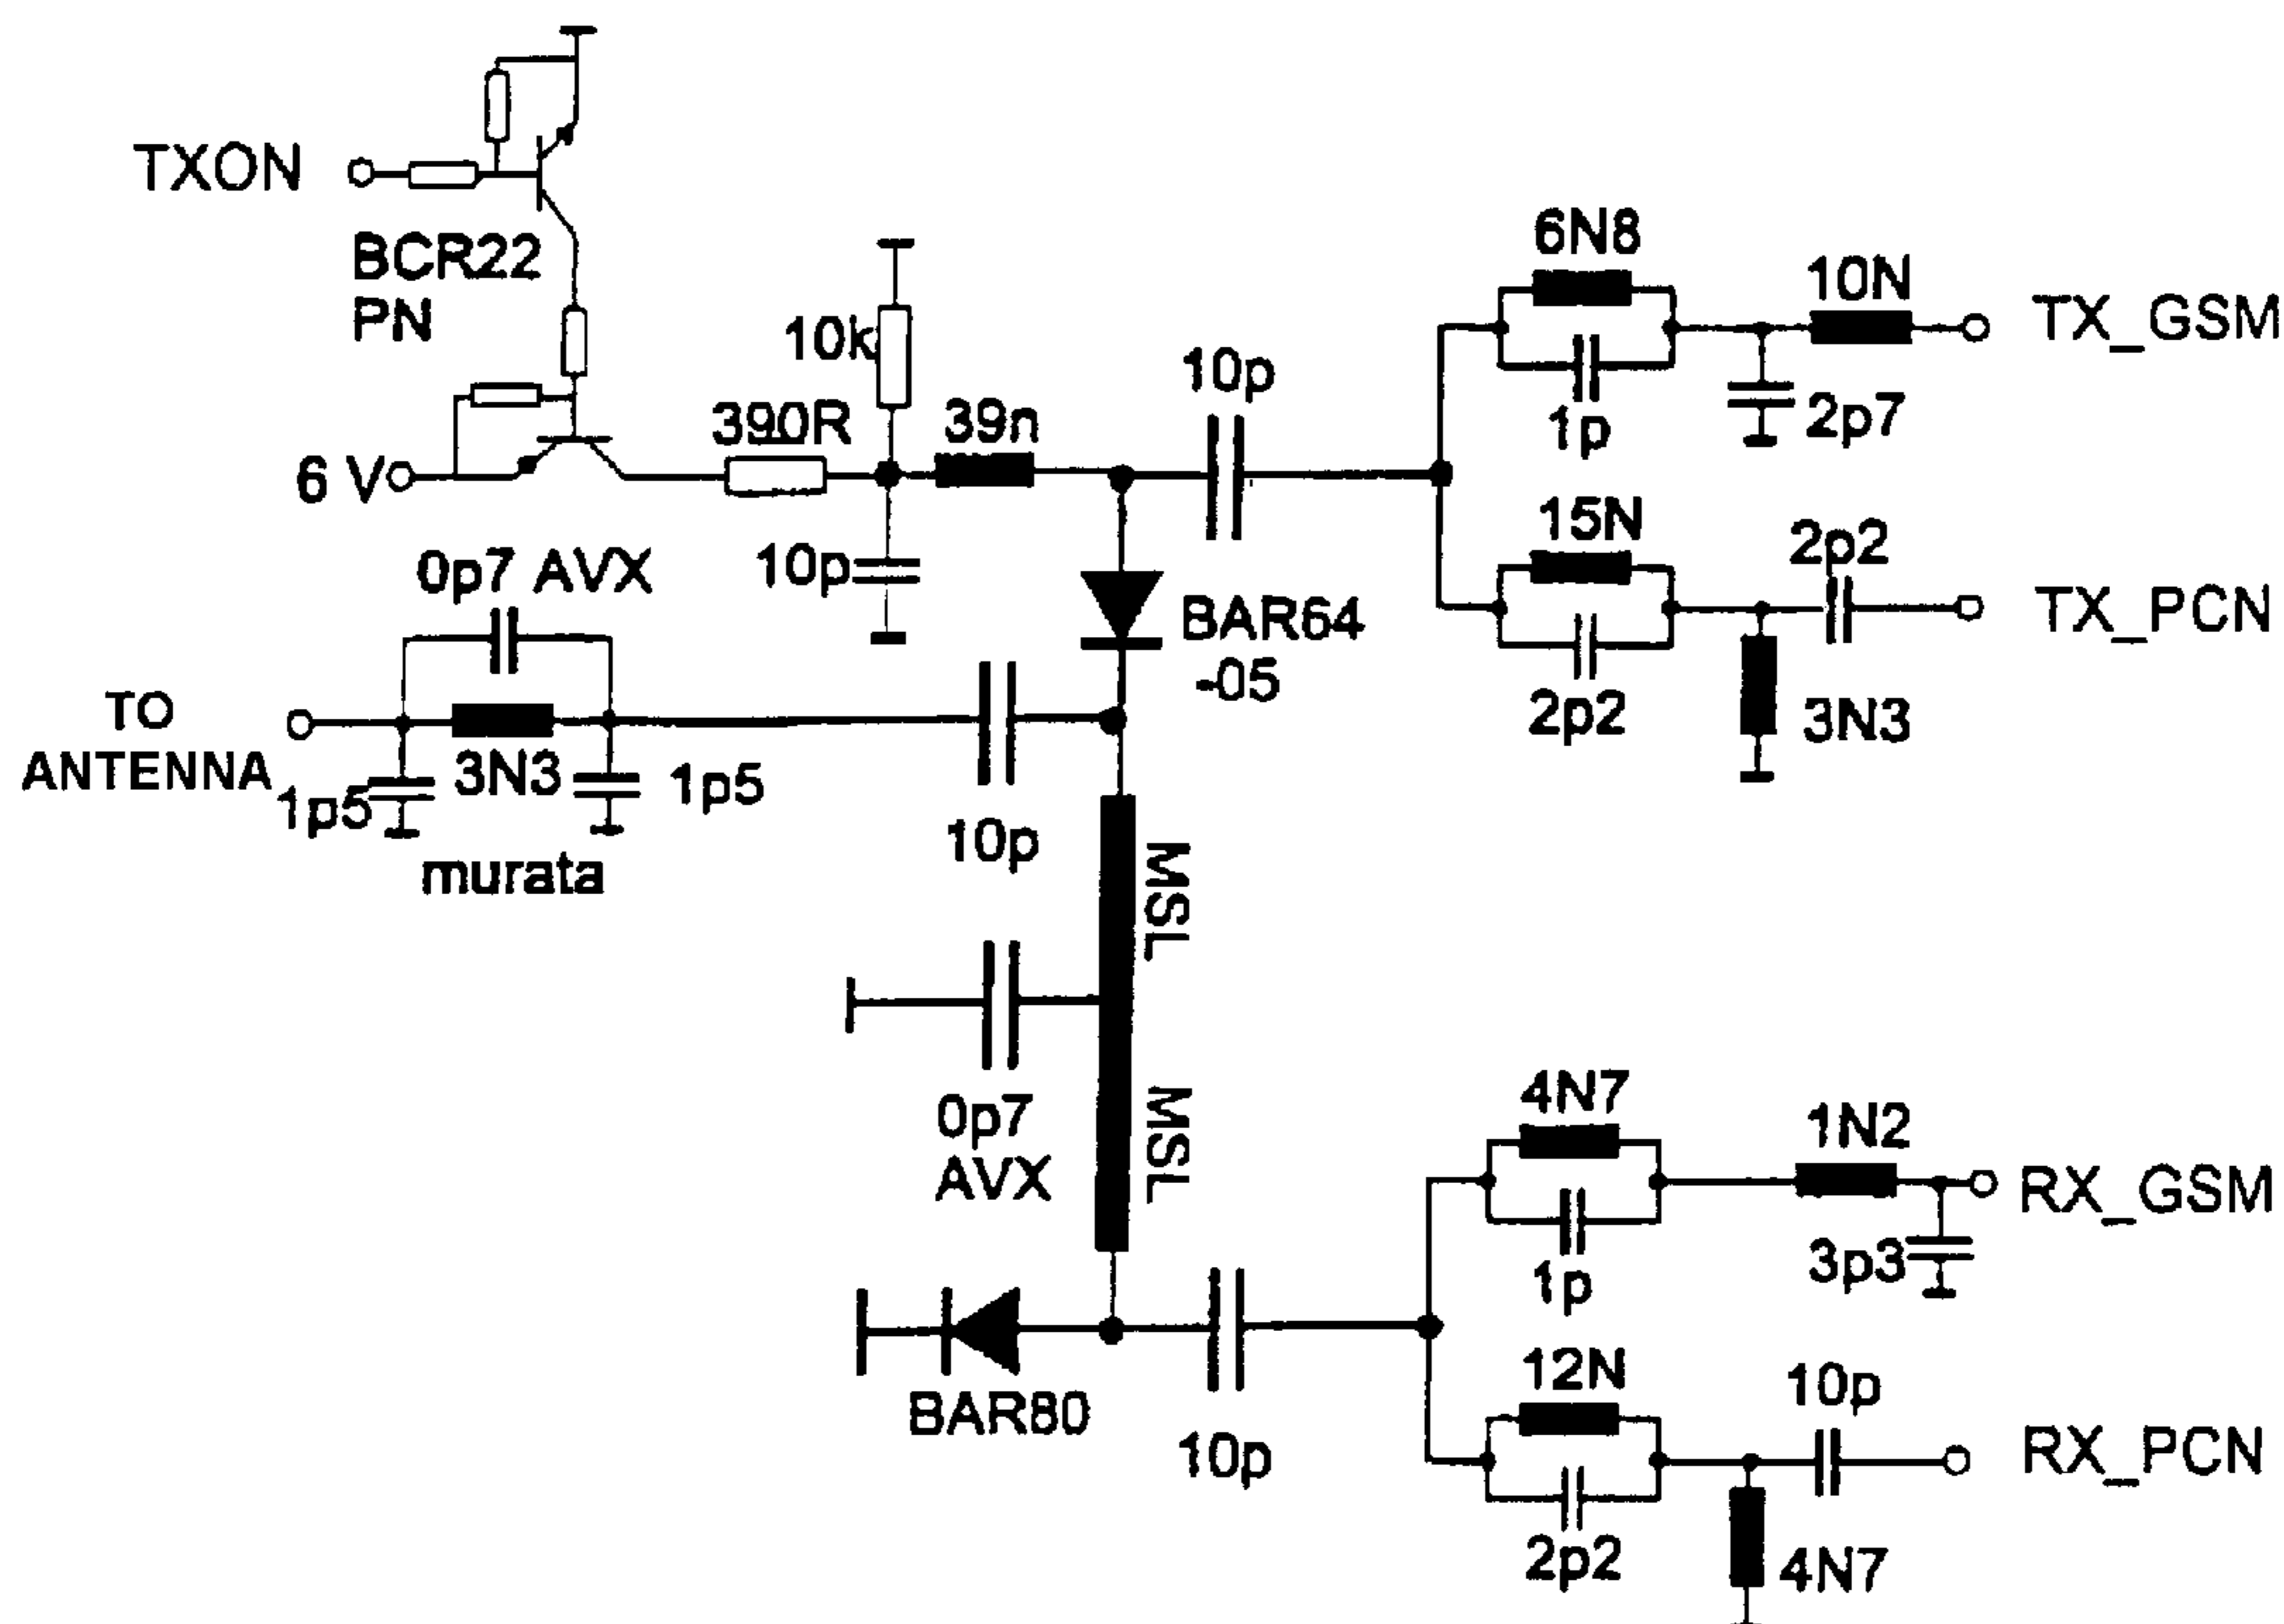 TXON
BCR22
PN
6 V
390R
10k
39n
10p
10p
6N8
1p
10N
2p7
TX_GSM
15N
2p2
2p2
3N3
TX_PCN
BAR64
-05
0p7 AVX
TO
ANTENNA
1p5
3N3
1p5
murata
10p
MSL
0p7
AVX
MSL
BAR80
10p
4N7
1p
1N2
3p3
RX_GSM
12N
2p2
10p
4N7
RX_PCN